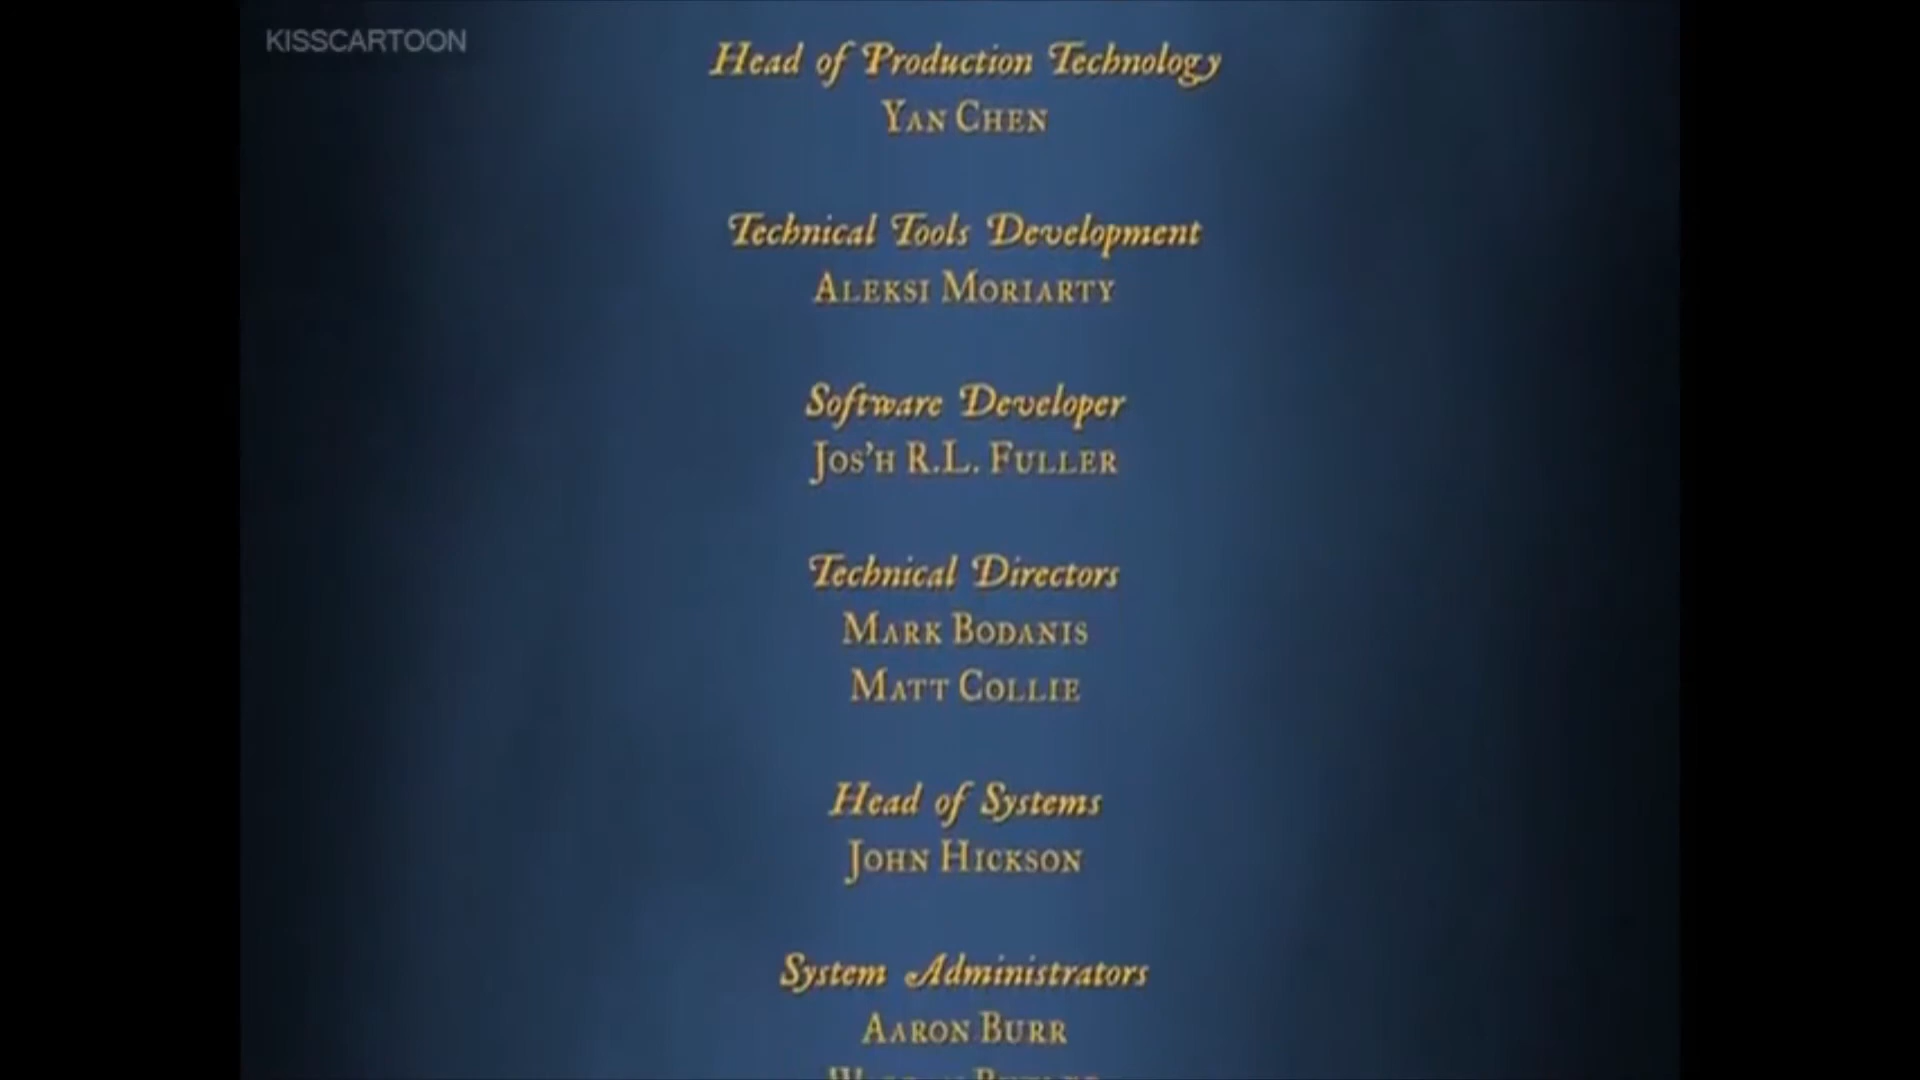 KISSCARTOON
Head of Production Technology
YAN CHEN
Technical Tools Development
ALEKSI MORIARTY
Software Developer
JOS'H R.L. FULLER
Technical Directors
MARK BODANIS
MATT COLLIE
Head of Systems
JOHN HICKSON
System Administrators
AARON BURR